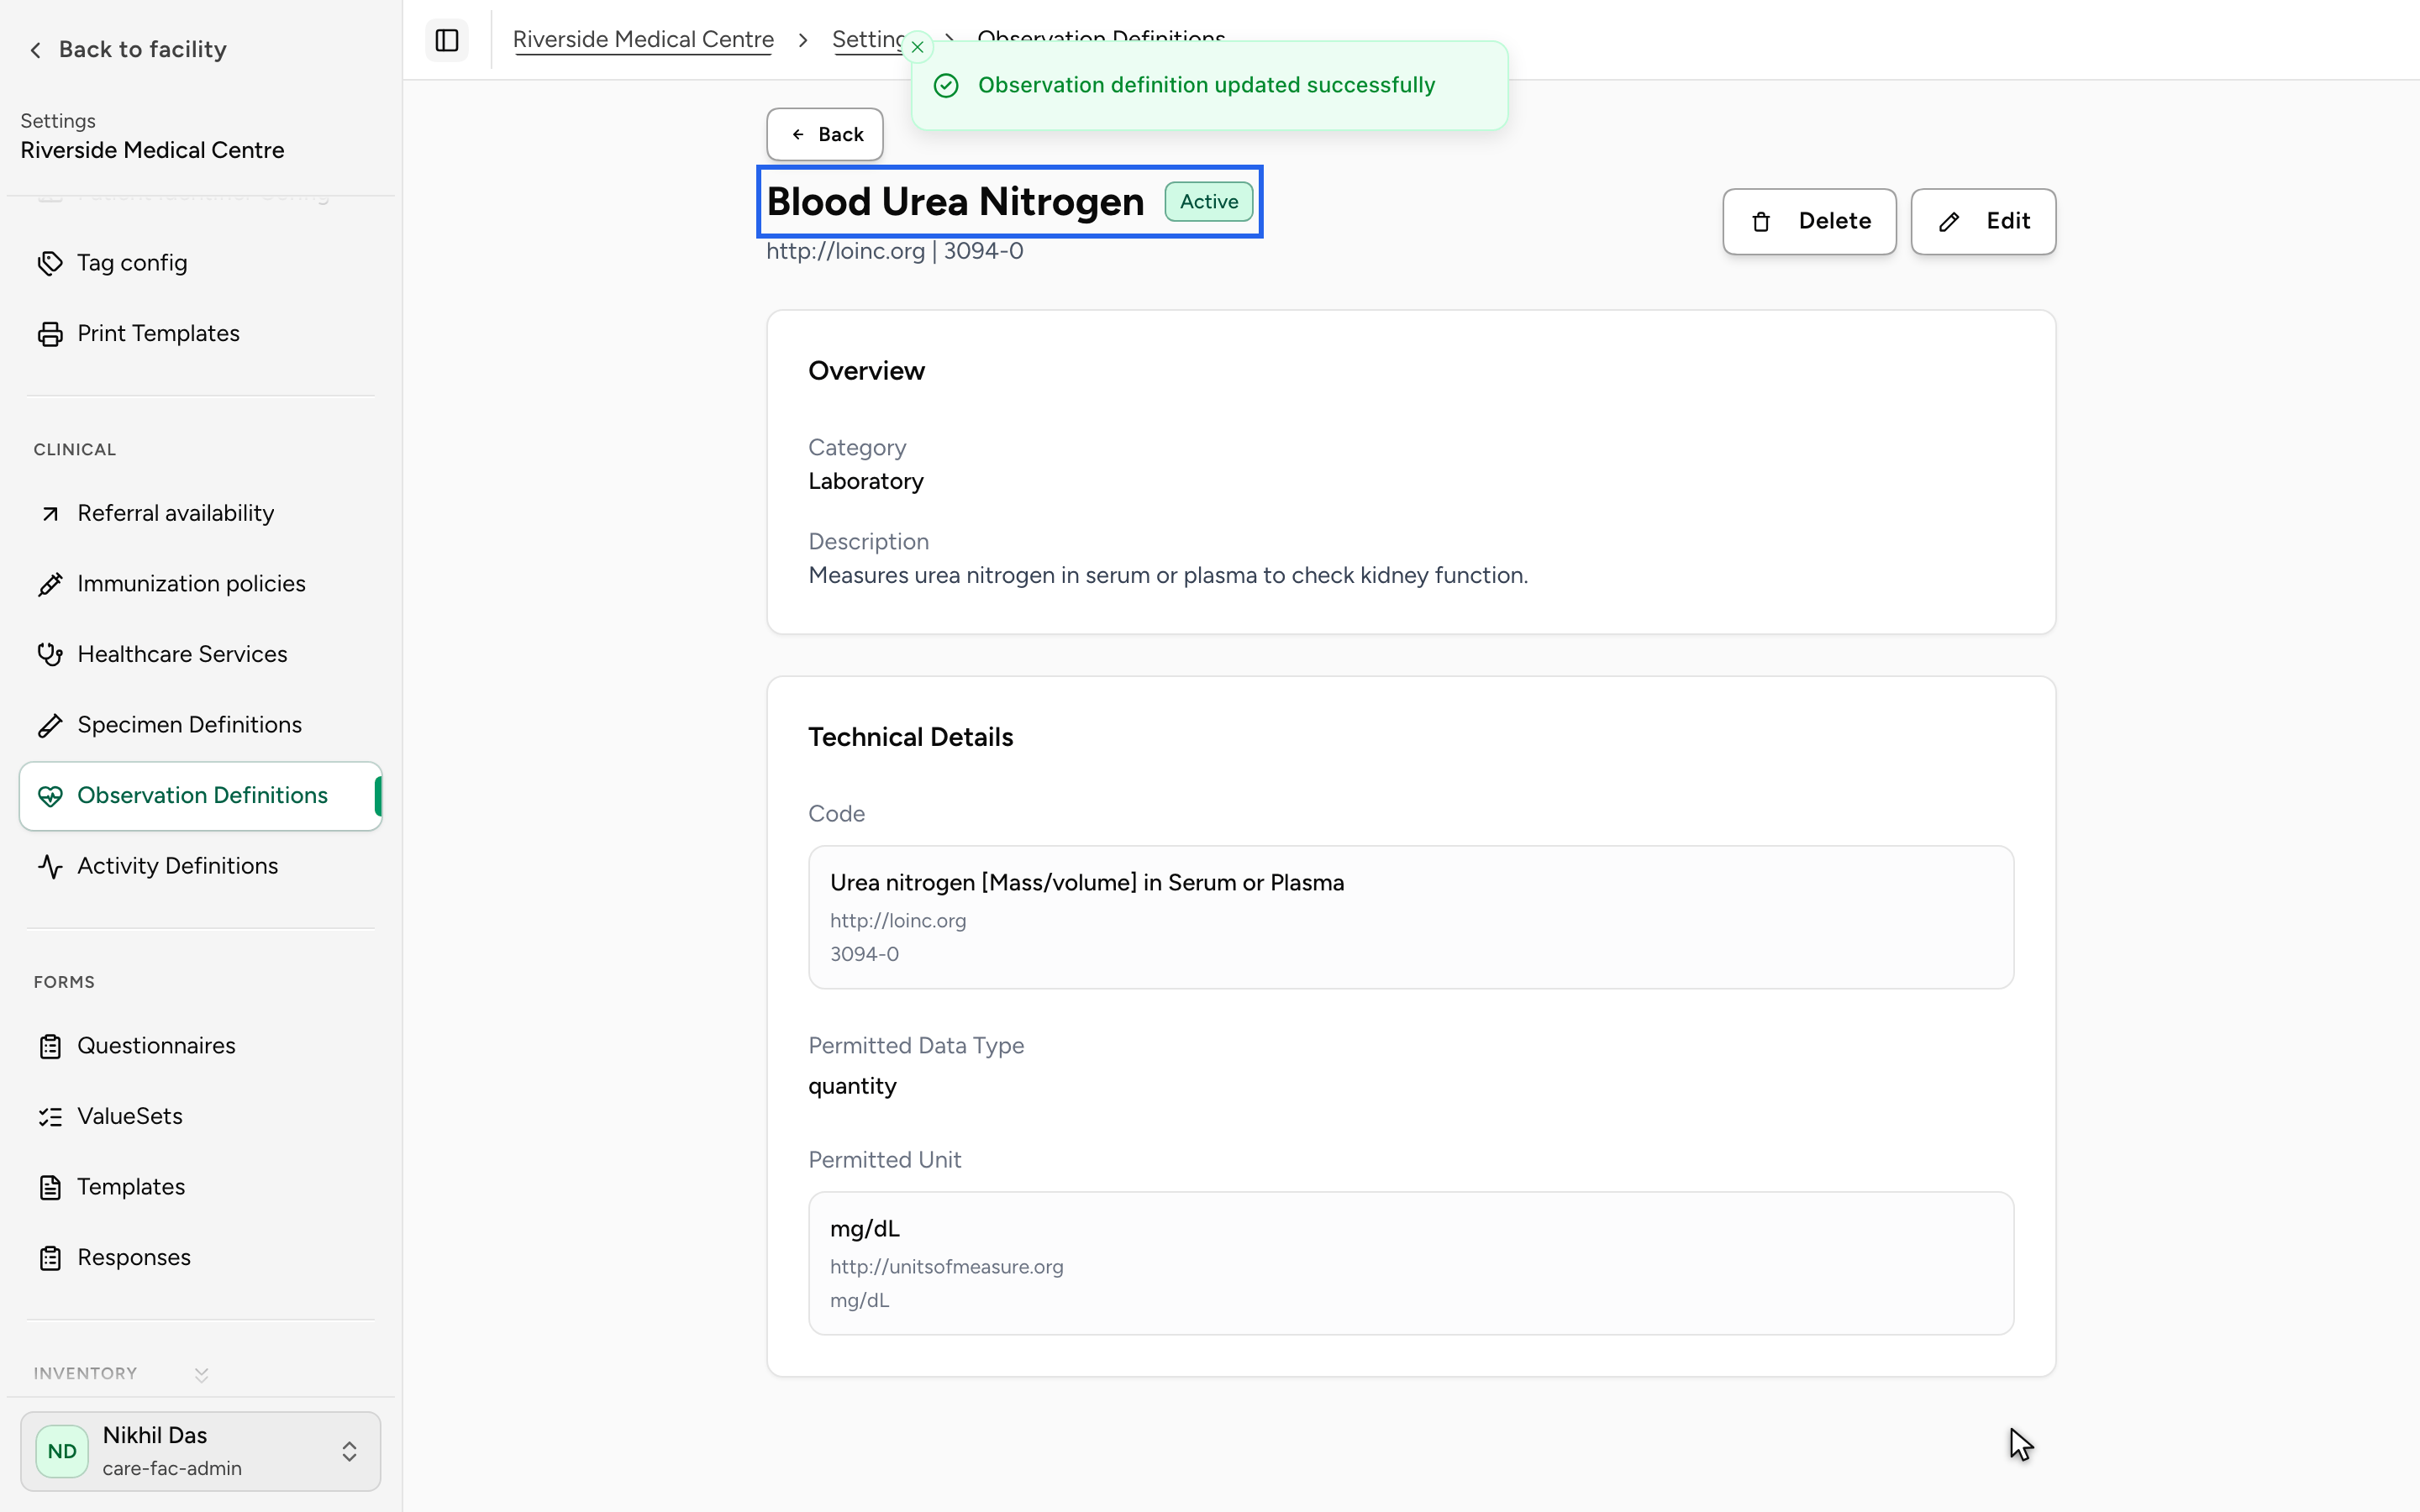 Back to facility
Settings
Riverside Medical Centre
Tag config
Print Templates
CLINICAL
Referral availability
Immunization policies
Healthcare Services
Specimen Definitions
Observation Definitions
Activity Definitions
FORMS
Questionnaires
ValueSets
Templates
Responses
INVENTORY
ND
Nikhil Das
care-fac-admin
Riverside Medical Centre
Observation Definitions
Observation definition updated successfully
Back
Blood Urea Nitrogen
Active
http://loinc.org | 3094-0
Delete
Edit
Overview
Category
Laboratory
Description
Measures urea nitrogen in serum or plasma to check kidney function.
Technical Details
Code
Urea nitrogen [Mass/volume] in Serum or Plasma
http://loinc.org
3094-0
Permitted Data Type
quantity
Permitted Unit
mg/dL
http://unitsofmeasure.org
mg/dL